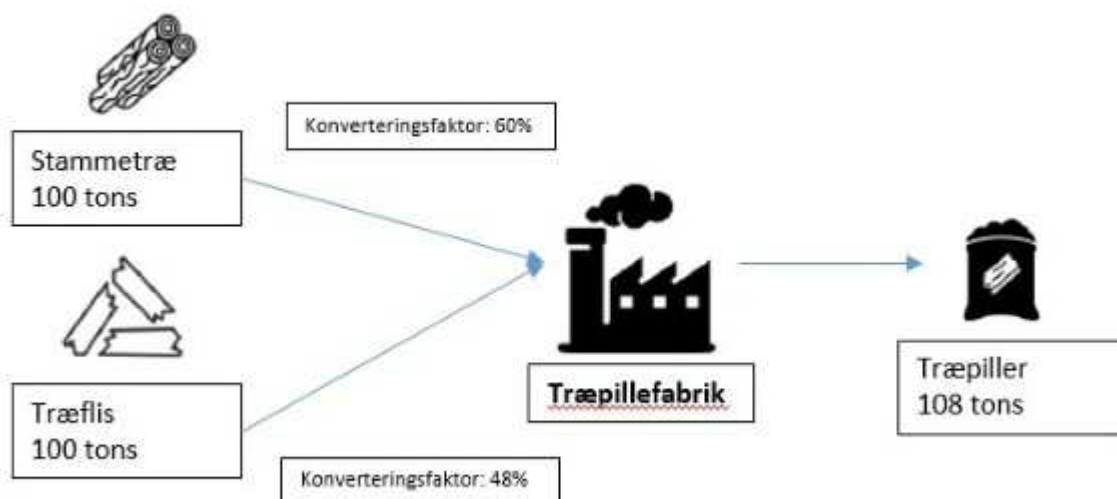 Konverteringsfaktor: 60%
Stammetræ
100 tons
Træflis
100 tons
Konverteringsfaktor: 48%
Træpillefabrik
Træpiller
108 tons